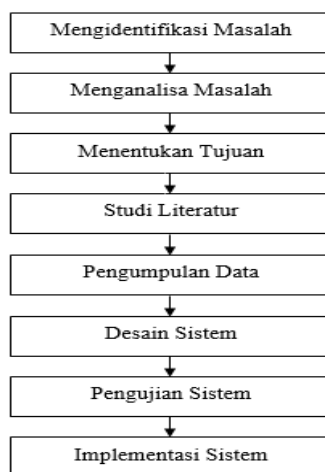 Mengidentifikasi Masalah
Menganalisa Masalah
Menentukan Tujuan
Studi Literatur
Pengumpulan Data
Desain Sistem
Pengujian Sistem
Implementasi Sistem